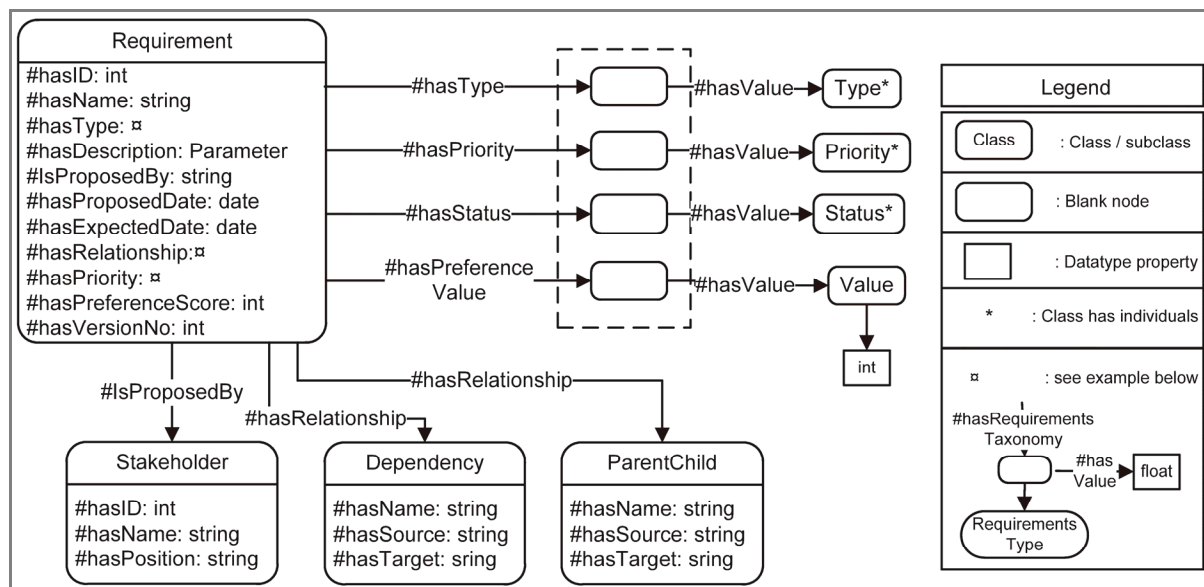 Requirement
#hasID: int
#hasName: string
#hasType: ¤
#hasDescription: Parameter
#IsProposedBy: string
#hasProposedDate: date
#hasExpectedDate: date
#hasRelationship:¤
#hasPriority: ¤
#hasPreferenceScore: int
#hasVersionNo: int
#hasType
#hasValue
Type*
#hasPriority
#hasValue
Priority*
#hasStatus
#hasValue
Status*
#hasPreference
Value
#hasValue
Value
int
#IsProposedBy
#hasRelationship
#hasRelationship
Stakeholder
#hasID: int
#hasName: string
#hasPosition: string
Dependency
#hasName: string
#hasSource: string
#hasTarget: sring
ParentChild
#hasName: string
#hasSource: string
#hasTarget: sring
Legend
Class : Class / subclass
: Blank node
: Datatype property
* : Class has individuals
¤ : see example below
#hasRequirements
Taxonomy
#has
Value
float
Requirements
Type